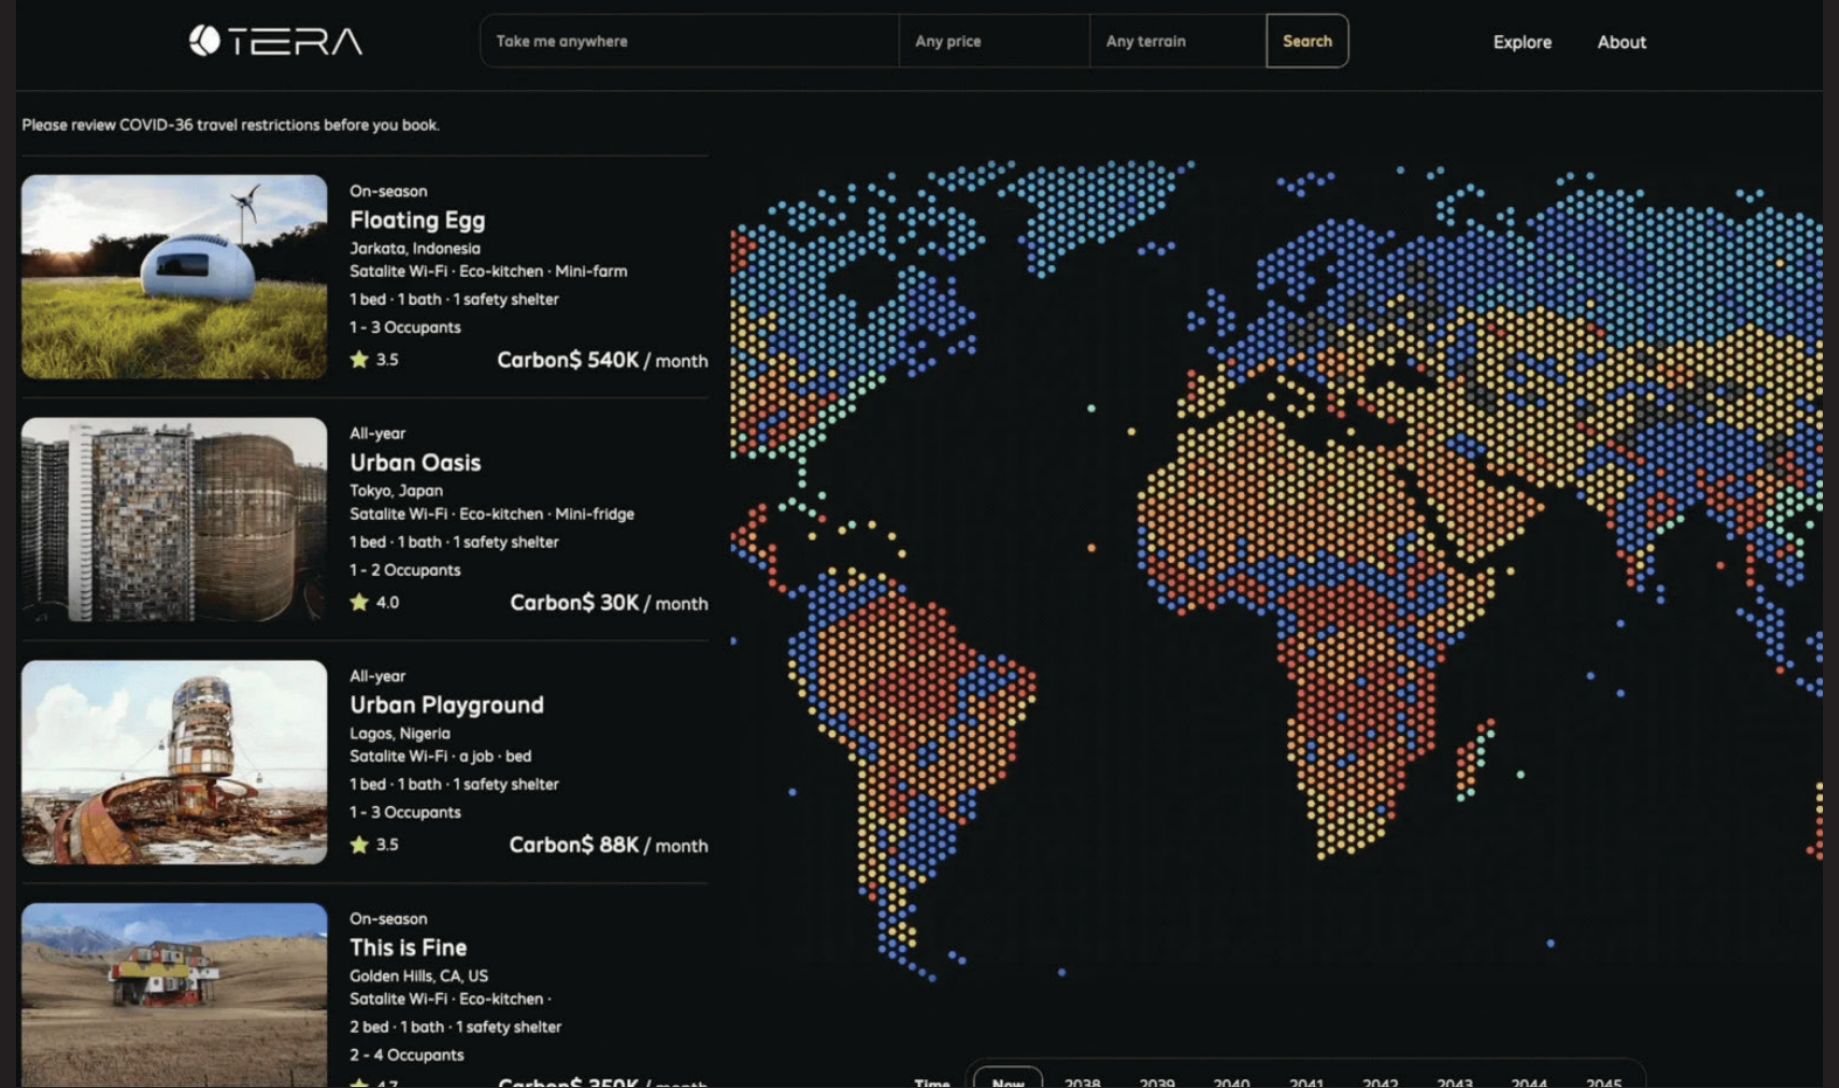 TERA
Take me anywhere
Any price
Any terrain
Search
Explore
About
Please review COVID-36 travel restrictions before you book.
On-season
Floating Egg
Jarkata, Indonesia
Satalite Wi-Fi · Eco-kitchen · Mini-farm
1 bed · 1 bath · 1 safety shelter
1 - 3 Occupants
3.5
Carbon$ 540K / month
All-year
Urban Oasis
Tokyo, Japan
Satalite Wi-Fi · Eco-kitchen · Mini-fridge
1 bed · 1 bath · 1 safety shelter
1 - 2 Occupants
4.0
Carbon$ 30K / month
All-year
Urban Playground
Lagos, Nigeria
Satalite Wi-Fi · a job · bed
1 bed · 1 bath · 1 safety shelter
1 - 3 Occupants
3.5
Carbon$ 88K / month
On-season
This is Fine
Golden Hills, CA, US
Satalite Wi-Fi · Eco-kitchen ·
2 bed · 1 bath · 1 safety shelter
2 - 4 Occupants
4.7
Carbon$ 350K / month
Time
Now
2038
2039
2040
2041
2042
2043
2044
2045